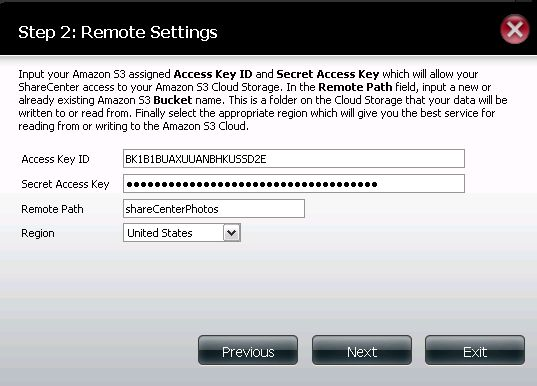 Step 2: Remote Settings
Input your Amazon S3 assigned Access Key ID and Secret Access Key which will allow your
ShareCenter access to your Amazon S3 Cloud Storage. In the Remote Path field, input a new or
already existing Amazon S3 Bucket name. This is a folder on the Cloud Storage that your data will be
written to or read from. Finally select the appropriate region which will give you the best service for
reading from or writing to the Amazon S3 Cloud.
Access Key ID BK1B1BUAXUUANBHKUSSD2E
Secret Access Key ●●●●●●●●●●●●●●●●●●●●●●●●●●●●●●●●●●●●
Remote Path shareCenterPhotos
Region United States
Previous Next Exit